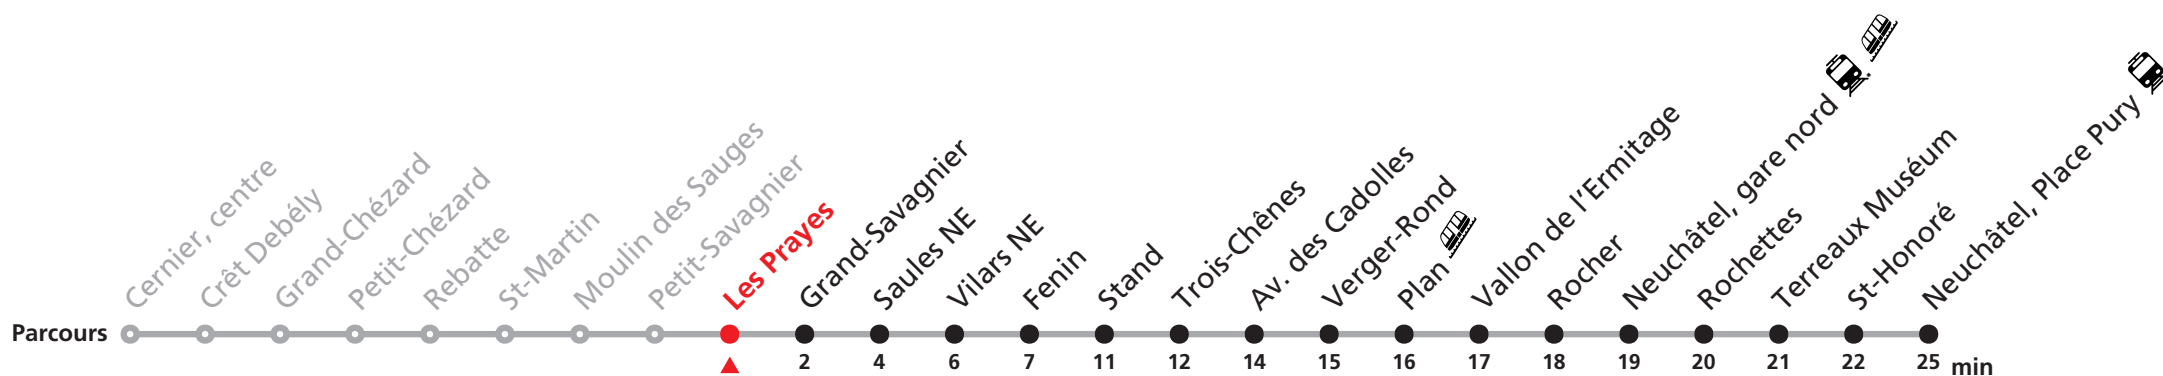 Cernier, centre
Crêt Debély
Grand-Chézard
Petit-Chézard
Rebatte
St-Martin
Moulin des Sauges
Petit-Savagnier
Les Prayes
Grand-Savagnier
Saules NE
Vilars NE
Fenin
Stand
Trois-Chênes
Av. des Cadolles
Verger-Rond
Plan
Vallon de l'Ermitage
Rocher
Neuchâtel, gare nord
Rochettes
Terreaux Muséum
St-Honoré
Neuchâtel, Place Pury
Parcours
2 4 6 7 11 12 14 15 16 17 18 19 20 21 22 25 min